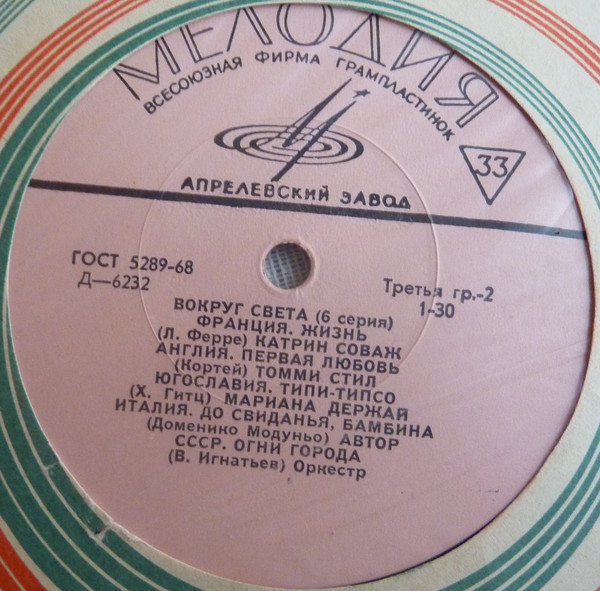 МЕЛОДИЯ
ВСЕСОЮЗНАЯ ФИРМА ГРАМПЛАСТИНОК
33
АПРЕЛЕВСКИЙ ЗАВОД
ГОСТ 5289-68
Д—6232
Третья гр.-2
1-30
ВОКРУГ СВЕТА (6 серия)
ФРАНЦИЯ. ЖИЗНЬ
(Л. Ферре) КАТРИН СОВАЖ
АНГЛИЯ. ПЕРВАЯ ЛЮБОВЬ
(Кортей) ТОММИ СТИЛ
ЮГОСЛАВИЯ. ТИПИ-ТИПСО
(Х. Гитц) МАРИАНА ДЕРЖАЙ
ИТАЛИЯ. ДО СВИДАНЬЯ, БАМБИНА
(Доменико Модуньо) АВТОР
СССР. ОГНИ ГОРОДА
(В. Игнатьев) Оркестр